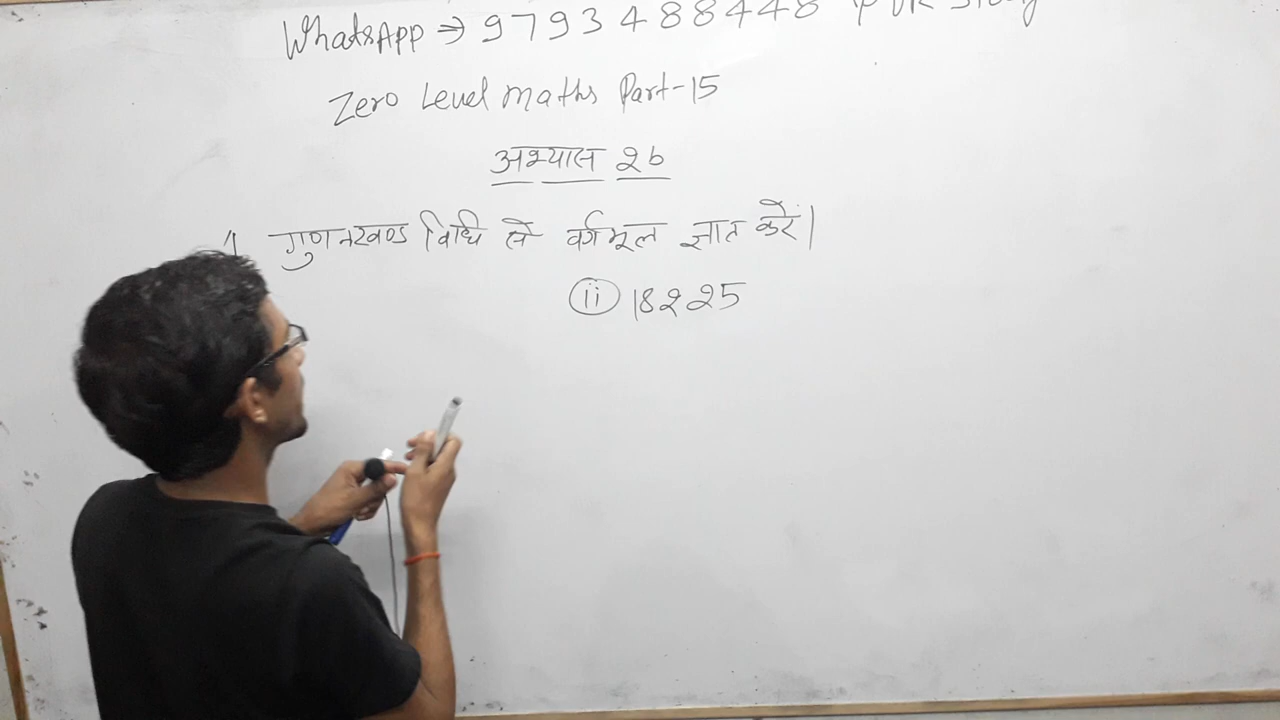 WhatsApp → 9793488448
Zero Level Maths Part-15
अभ्यास 2b
1 गुणनखण्ड विधि से वर्गमूल ज्ञात करें।
(ii) 18225